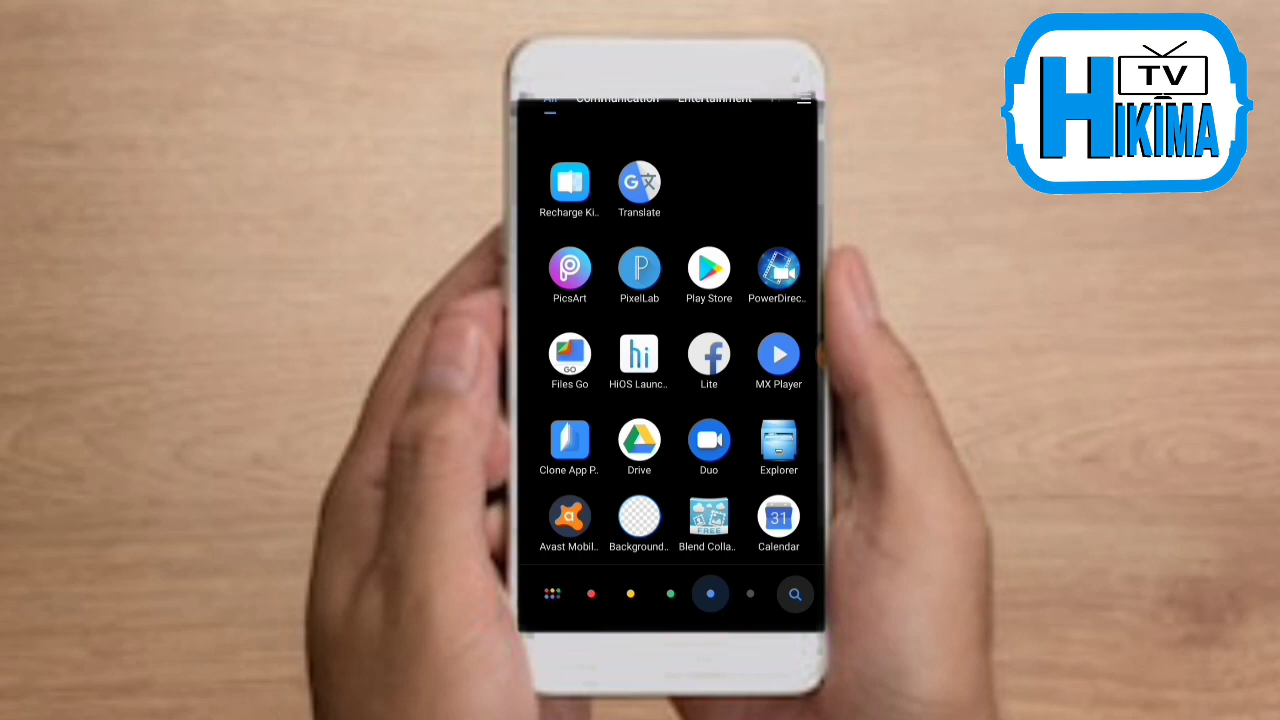 TV
HIKIMA
All Communication Entertainment
Recharge Ki.. Translate
PicsArt PixelLab Play Store PowerDirec..
GO hi
Files Go HiOS Launc.. Lite MX Player
Clone App P.. Drive Duo Explorer
FREE 31
Avast Mobil.. Background.. Blend Colla.. Calendar